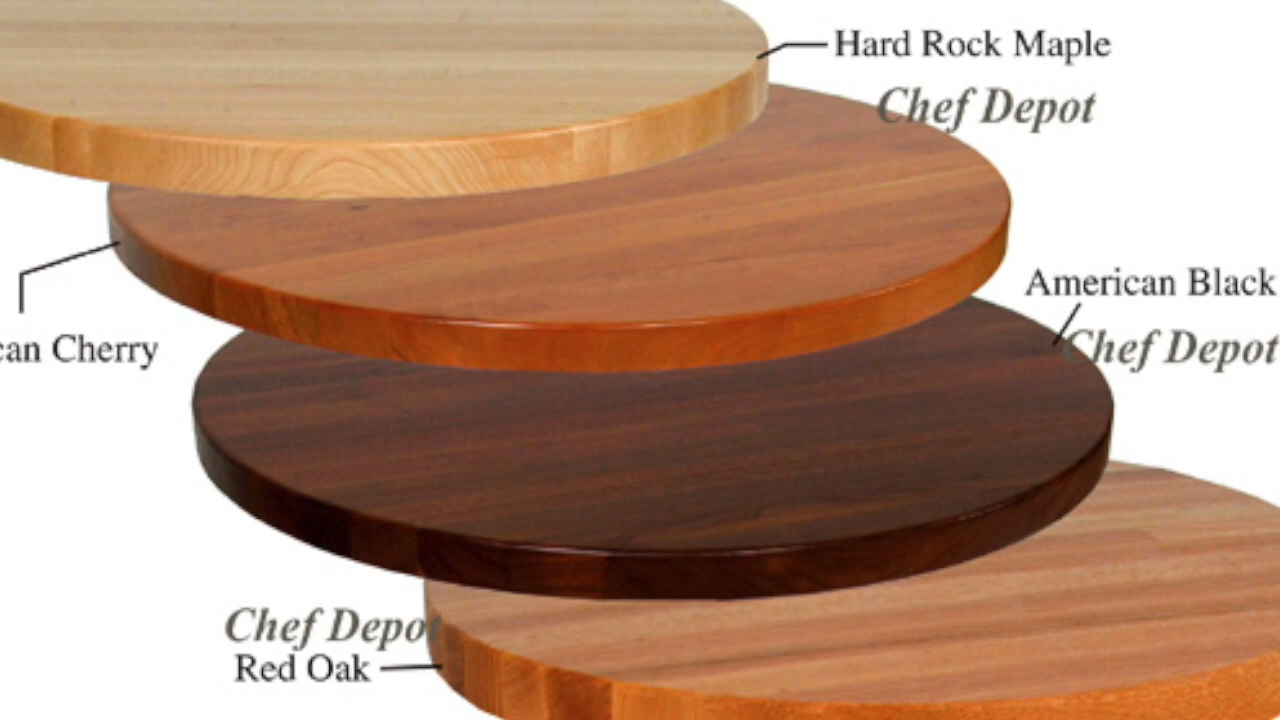 Hard Rock Maple
Chef Depot
American Black
Chef Depot
can Cherry
Chef Depot
Red Oak